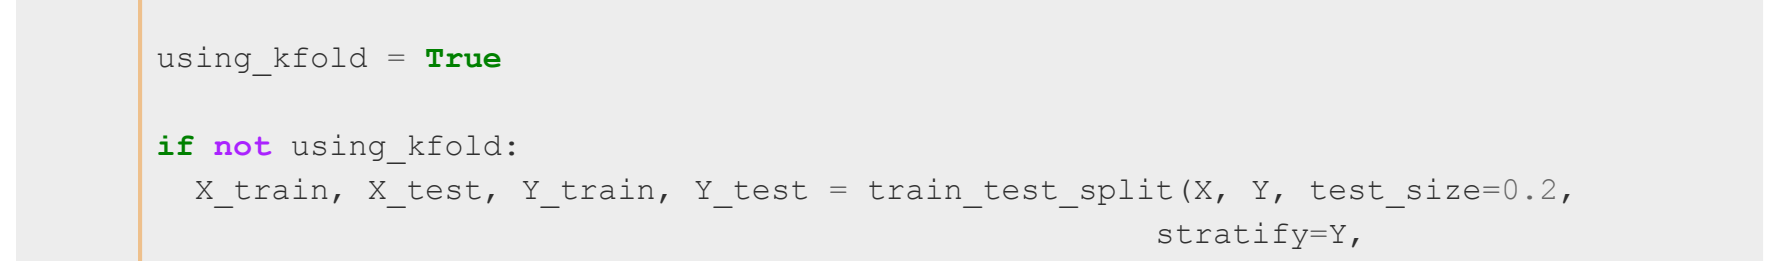 using_kfold = True
if not using_kfold:
  X_train, X_test, Y_train, Y_test = train_test_split(X, Y, test_size=0.2,
                                                    stratify=Y,